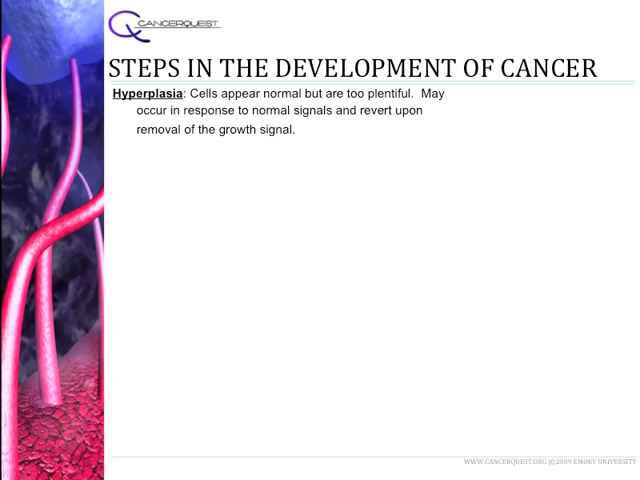 CANCERQUEST
STEPS IN THE DEVELOPMENT OF CANCER
Hyperplasia: Cells appear normal but are too plentiful. May
occur in response to normal signals and revert upon
removal of the growth signal.
WWW.CANCERQUEST.ORG |©2009 EMORY UNIVERSITY